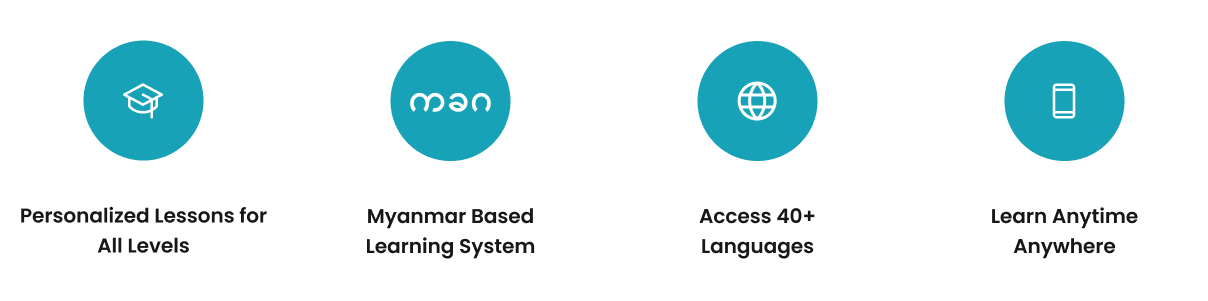 ကခဂ
Personalized Lessons for
All Levels
Myanmar Based
Learning System
Access 40+
Languages
Learn Anytime
Anywhere